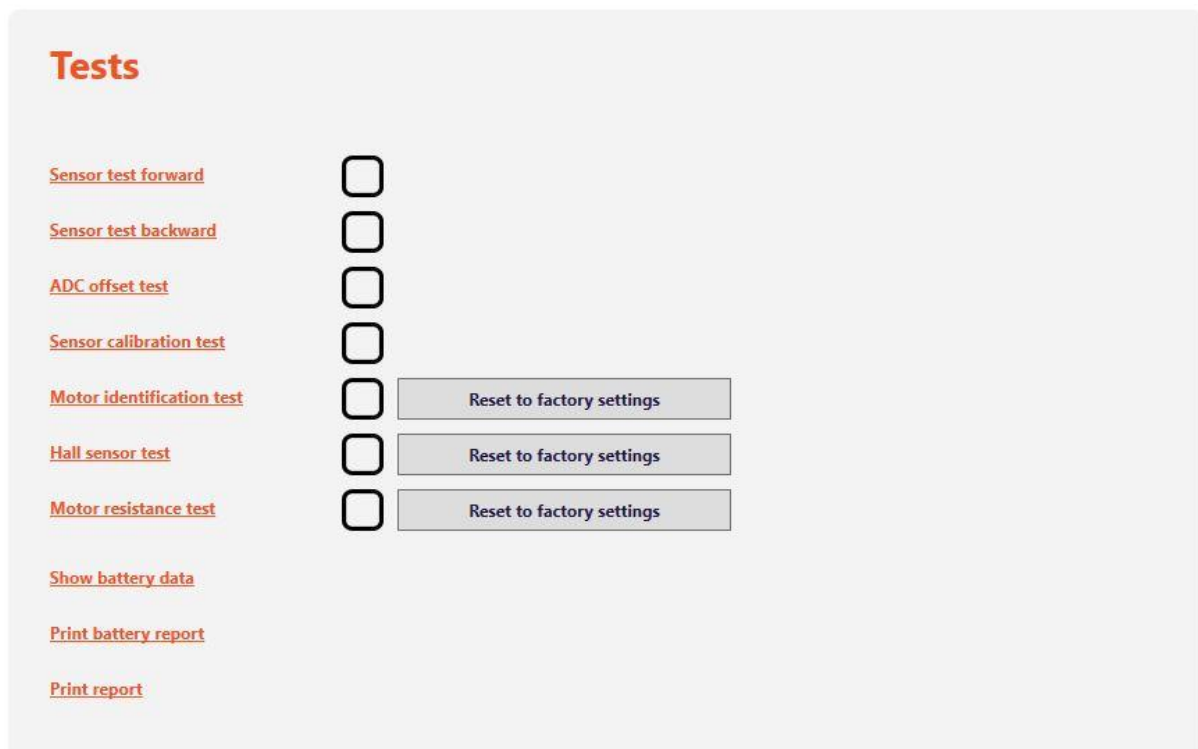 Tests
Sensor test forward
Sensor test backward
ADC offset test
Sensor calibration test
Motor identification test Reset to factory settings
Hall sensor test Reset to factory settings
Motor resistance test Reset to factory settings
Show battery data
Print battery report
Print report